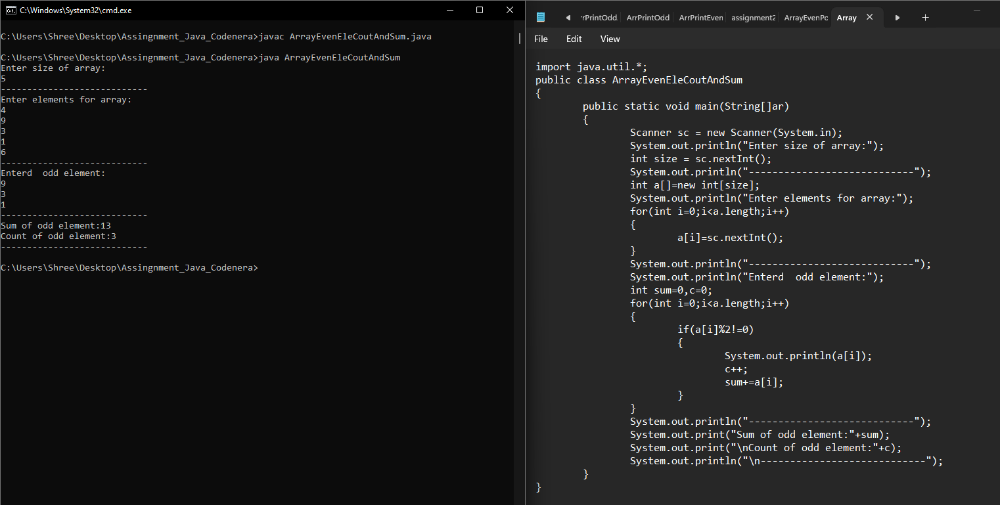 C:\Windows\System32\cmd.exe
C:\Users\Shree\Desktop\Assingnment_Java_Codenera>javac ArrayEvenEleCoutAndSum.java
C:\Users\Shree\Desktop\Assingnment_Java_Codenera>java ArrayEvenEleCoutAndSum
Enter size of array:
5
----------------------------
Enter elements for array:
4
9
3
1
6
----------------------------
Enterd  odd element:
9
3
1
----------------------------
Sum of odd element:13
Count of odd element:3
----------------------------
C:\Users\Shree\Desktop\Assingnment_Java_Codenera>
rPrintOdd ArrPrintOdd ArrPrintEven assignment2 ArrayEvenPo Array
File Edit View
import java.util.*;
public class ArrayEvenEleCoutAndSum
{
        public static void main(String[]ar)
        {
                Scanner sc = new Scanner(System.in);
                System.out.println("Enter size of array:");
                int size = sc.nextInt();
                System.out.println("----------------------------");
                int a[]=new int[size];
                System.out.println("Enter elements for array:");
                for(int i=0;i<a.length;i++)
                {
                        a[i]=sc.nextInt();
                }
                System.out.println("----------------------------");
                System.out.println("Enterd  odd element:");
                int sum=0,c=0;
                for(int i=0;i<a.length;i++)
                {
                        if(a[i]%2!=0)
                        {
                                System.out.println(a[i]);
                                c++;
                                sum+=a[i];
                        }
                }
                System.out.println("----------------------------");
                System.out.print("Sum of odd element:"+sum);
                System.out.print("\nCount of odd element:"+c);
                System.out.println("\n----------------------------");
        }
}